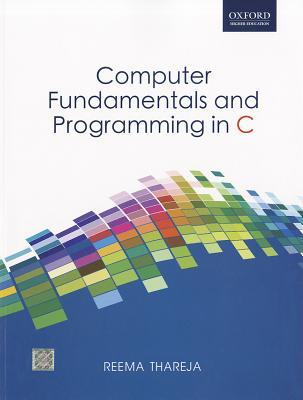 OXFORD
HIGHER EDUCATION
Computer
Fundamentals and
Programming in C
REEMA THAREJA